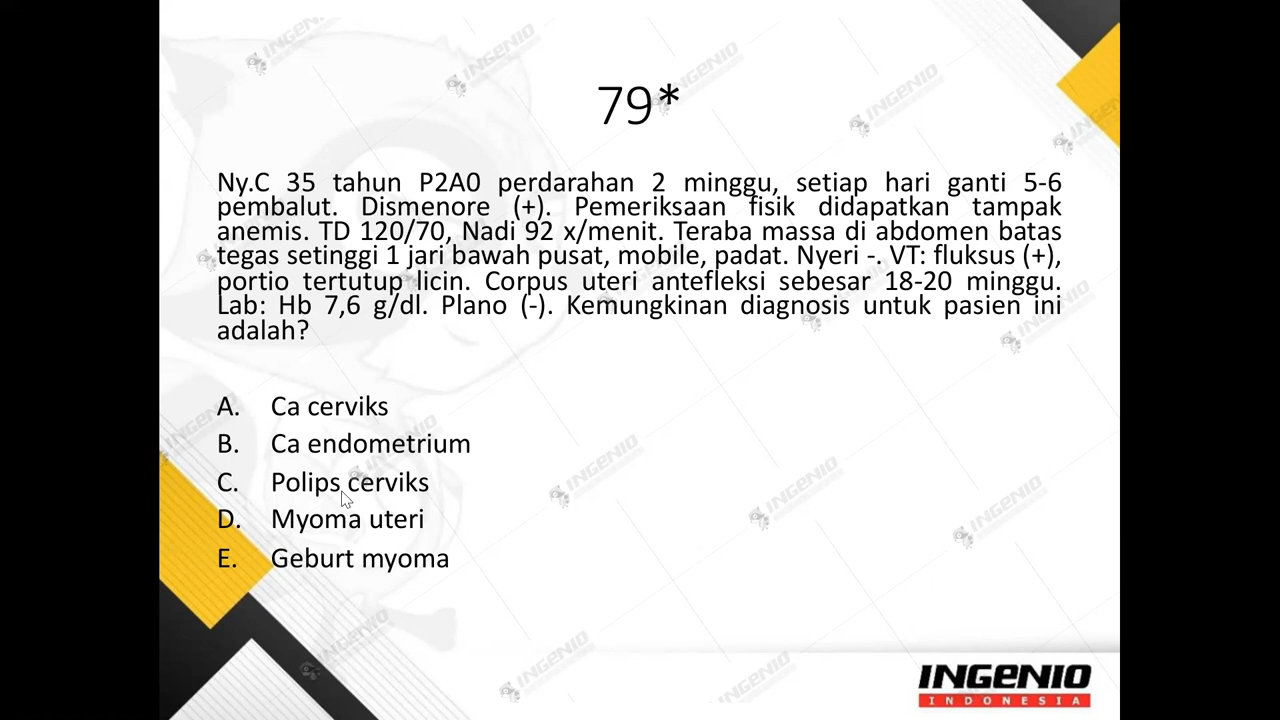 79*
Ny.C 35 tahun P2A0 perdarahan 2 minggu, setiap hari ganti 5-6
pembalut. Dismenore (+). Pemeriksaan fisik didapatkan tampak
anemis. TD 120/70, Nadi 92 x/menit. Teraba massa di abdomen batas
tegas setinggi 1 jari bawah pusat, mobile, padat. Nyeri -. VT: fluksus (+),
portio tertutup licin. Corpus uteri antefleksi sebesar 18-20 minggu.
Lab: Hb 7,6 g/dl. Plano (-). Kemungkinan diagnosis untuk pasien ini
adalah?
A. Ca cerviks
B. Ca endometrium
C. Polips cerviks
D. Myoma uteri
E. Geburt myoma
INGENIO
INDONESIA